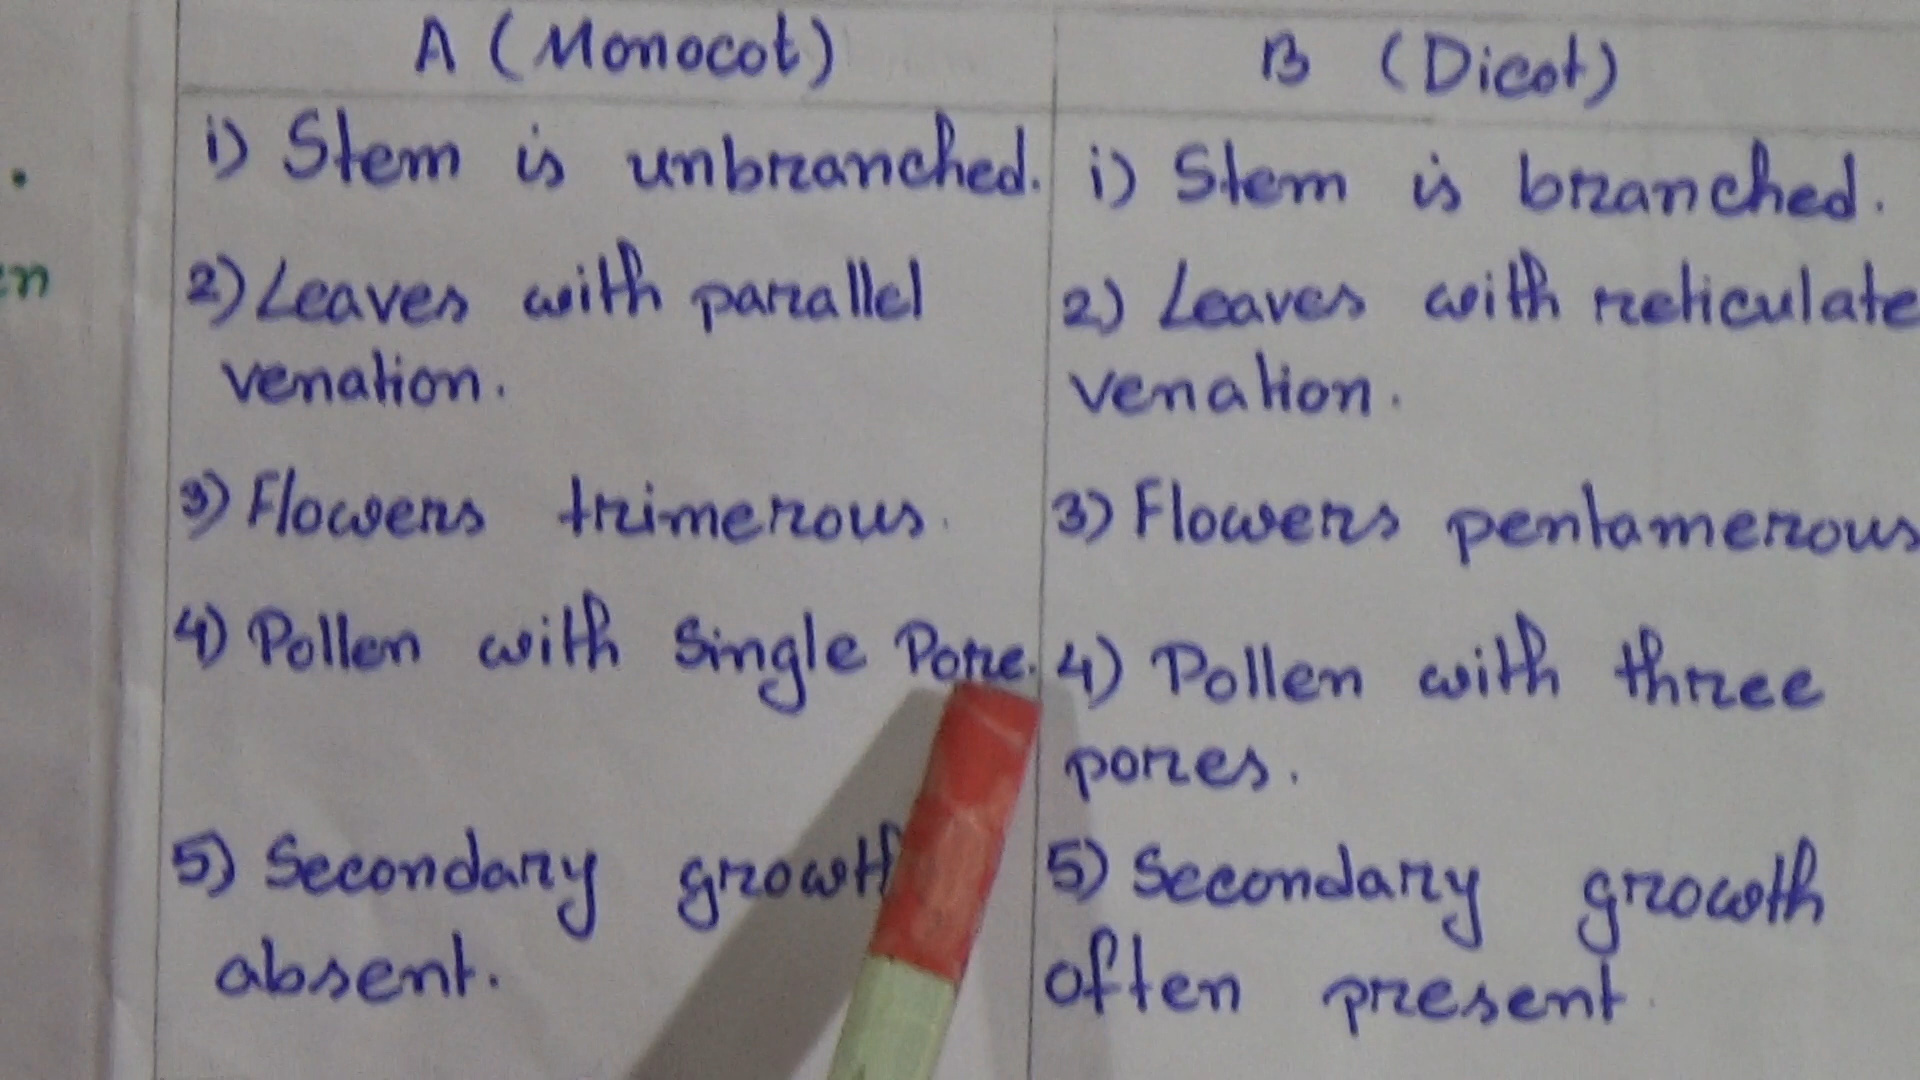 A (Monocot)
i) Stem is unbranched.
2) Leaves with parallel
venation.
3) Flowers trimerous.
4) Pollen with Single Pore.
5) Secondary growth
absent.
B (Dicot)
i) Stem is branched.
2) Leaves with reticulate
venation.
3) Flowers pentamerous
4) Pollen with three
pores.
5) Secondary growth
often present.